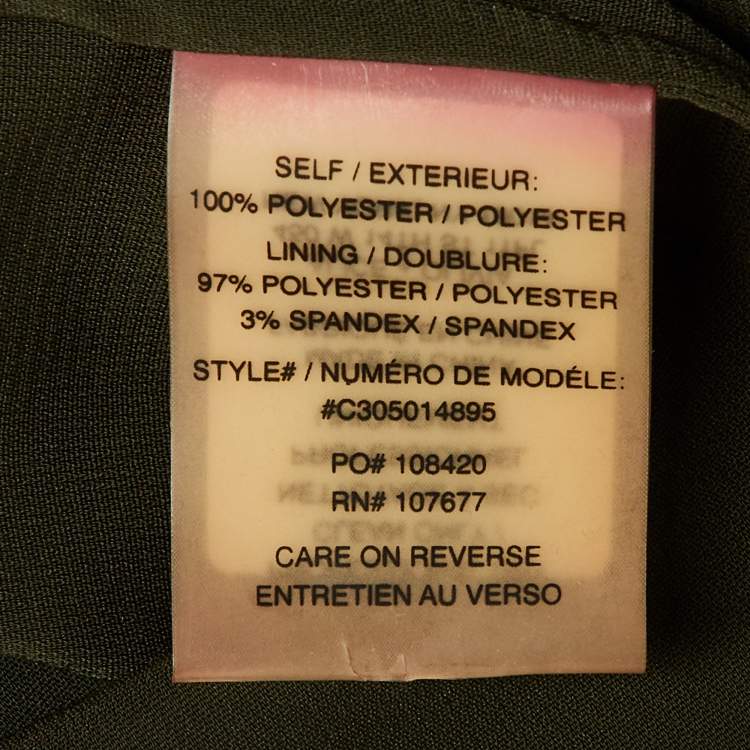 SELF / EXTERIEUR:
100% POLYESTER / POLYESTER
LINING / DOUBLURE:
97% POLYESTER / POLYESTER
3% SPANDEX / SPANDEX
STYLE# / NUMÉRO DE MODÉLE:
#C305014895
PO# 108420
RN# 107677
CARE ON REVERSE
ENTRETIEN AU VERSO